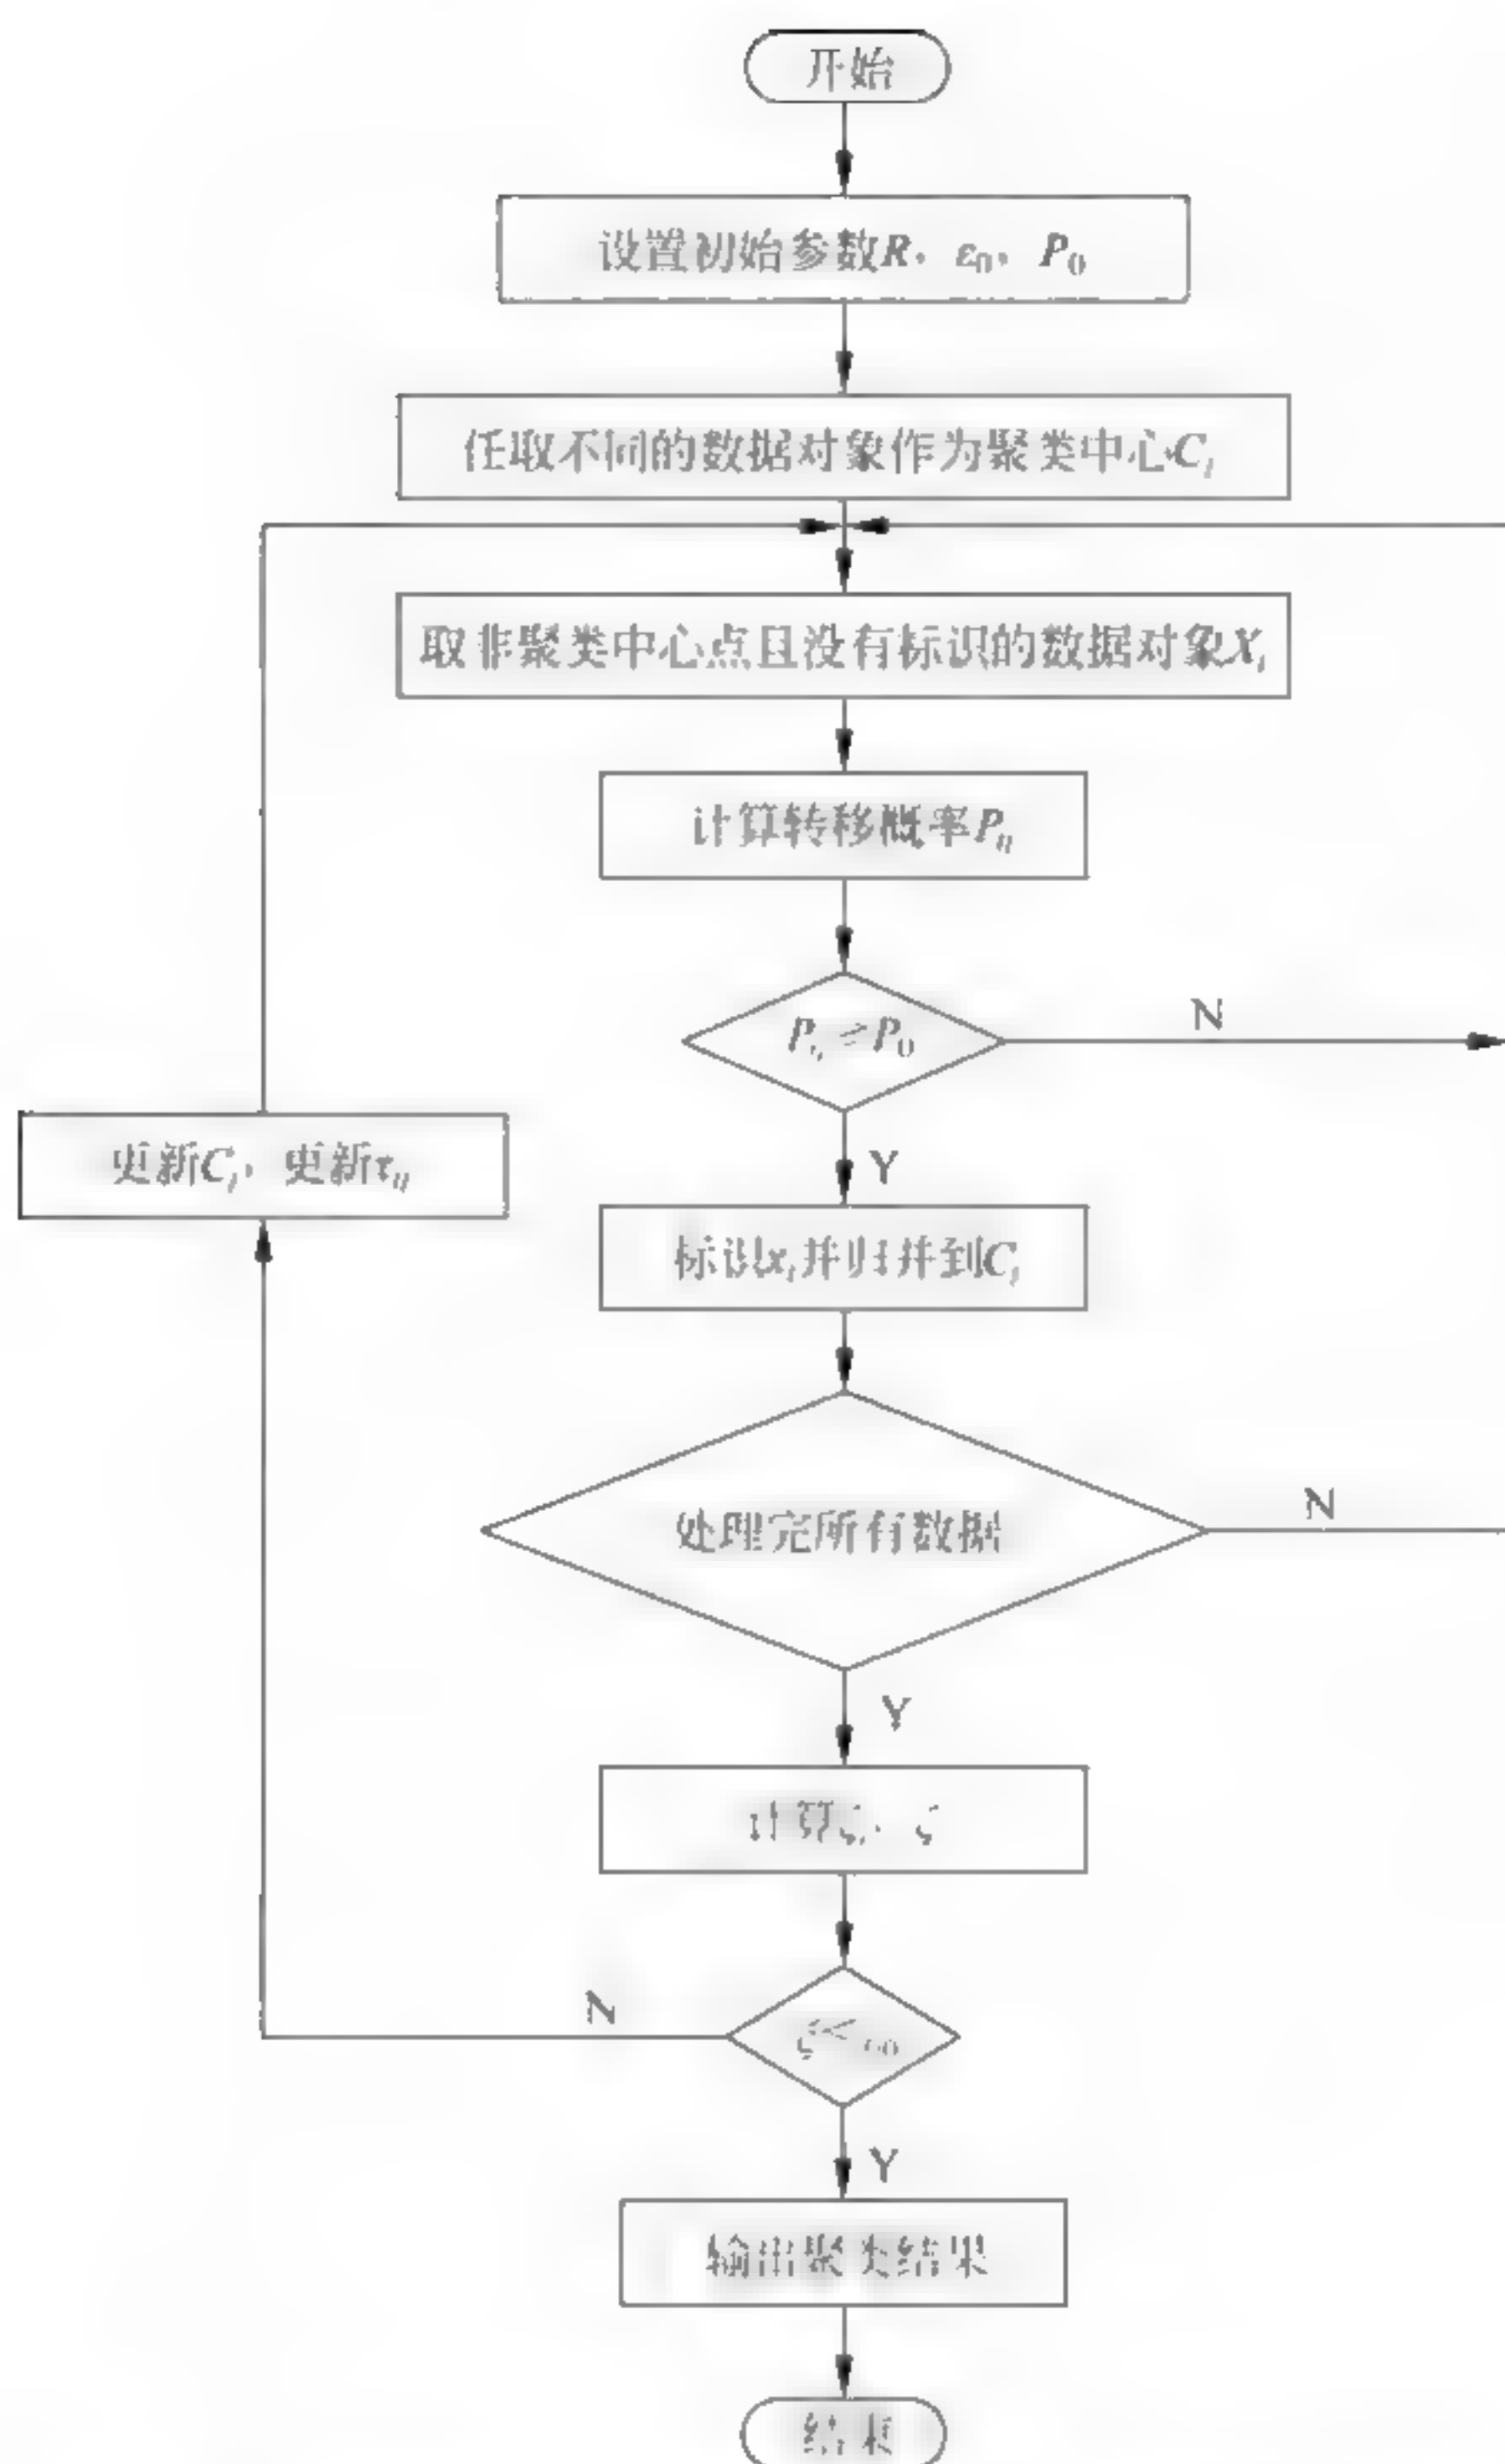 开始
设置初始参数R，ε₀，P₀
任取不同的数据对象作为聚类中心Cⱼ
取非聚类中心点且没有标识的数据对象Xᵢ
计算转移概率Pᵢⱼ
Pᵢⱼ≥P₀
N
更新Cⱼ，更新τᵢⱼ
Y
标识xᵢ并归并到Cⱼ
处理完所有数据
N
Y
计算
N
Y
输出聚类结果
结束